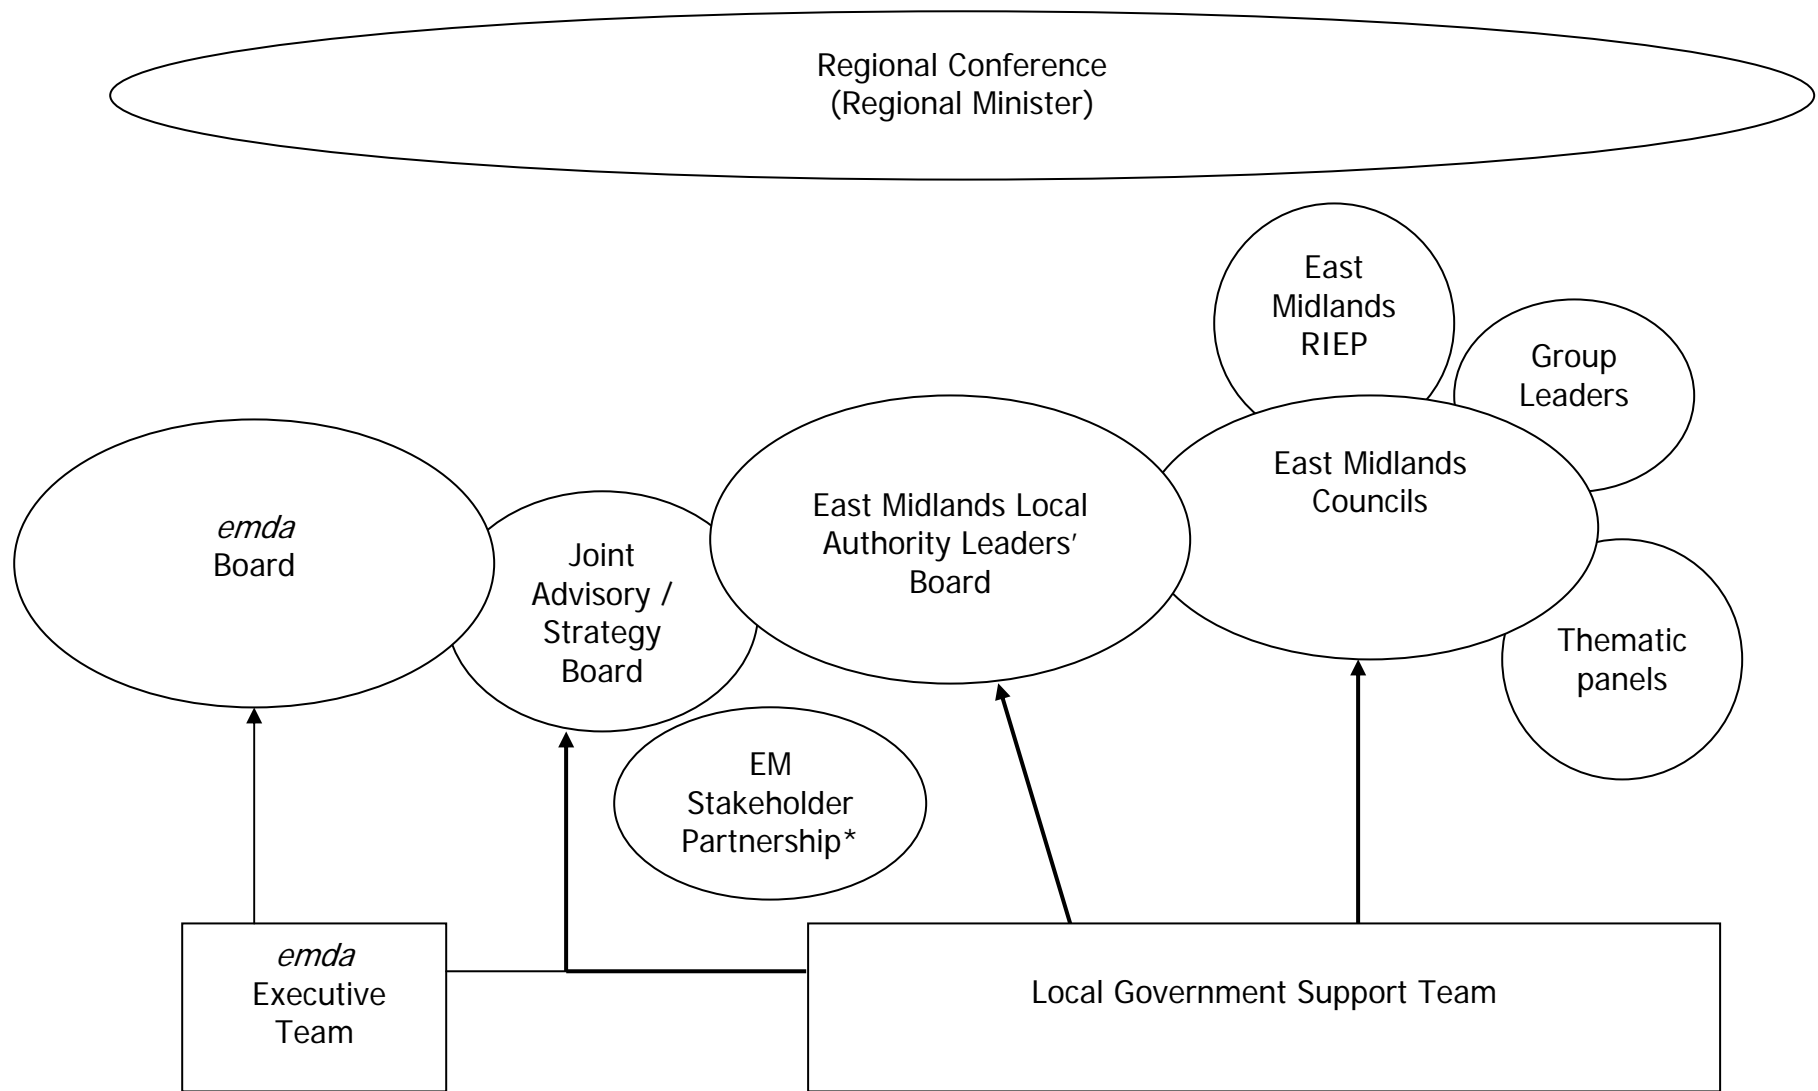 Regional Conference
(Regional Minister)
East
Midlands
RIEP
Group
Leaders
East Midlands
Councils
East Midlands Local
Authority Leaders’
Board
emda
Board
Joint
Advisory /
Strategy
Board
Thematic
panels
EM
Stakeholder
Partnership*
emda
Executive
Team
Local Government Support Team